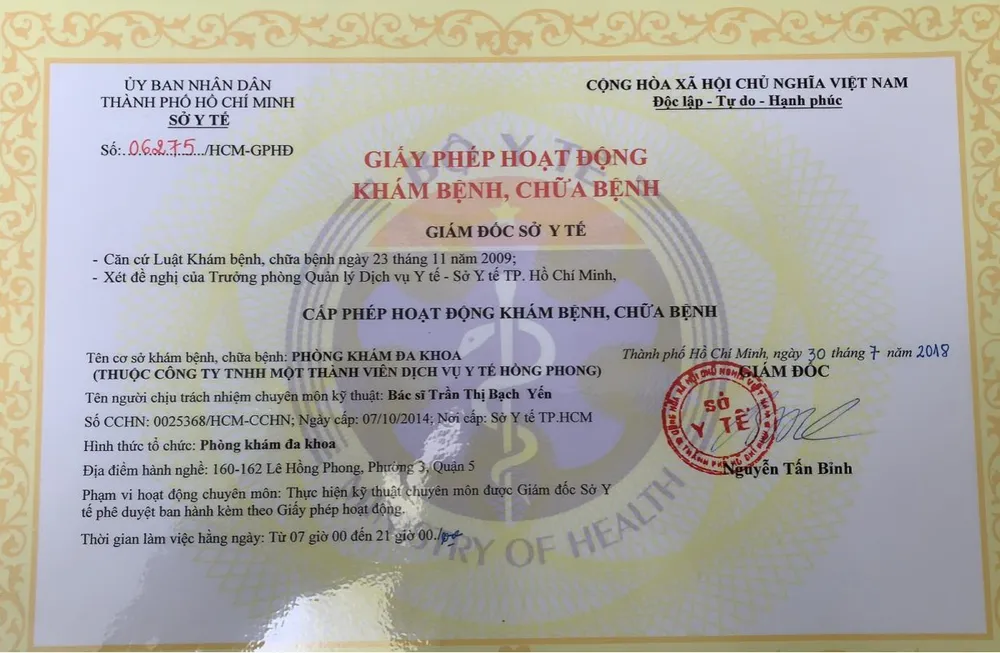 ỦY BAN NHÂN DÂN
THÀNH PHỐ HỒ CHÍ MINH
SỞ Y TẾ
Số: 06275/HCM-GPHĐ
CỘNG HÒA XÃ HỘI CHỦ NGHĨA VIỆT NAM
Độc lập - Tự do - Hạnh phúc
BỘ Y TẾ
GIẤY PHÉP HOẠT ĐỘNG
KHÁM BỆNH, CHỮA BỆNH
GIÁM ĐỐC SỞ Y TẾ
- Căn cứ Luật Khám bệnh, chữa bệnh ngày 23 tháng 11 năm 2009;
- Xét đề nghị của Trưởng phòng Quản lý Dịch vụ Y tế - Sở Y tế TP. Hồ Chí Minh,
CẤP PHÉP HOẠT ĐỘNG KHÁM BỆNH, CHỮA BỆNH
Tên cơ sở khám bệnh, chữa bệnh: PHÒNG KHÁM ĐA KHOA
(THUỘC CÔNG TY TNHH MỘT THÀNH VIÊN DỊCH VỤ Y TẾ HỒNG PHONG)
Tên người chịu trách nhiệm chuyên môn kỹ thuật: Bác sĩ Trần Thị Bạch Yến
Số CCHN: 0025368/HCM-CCHN; Ngày cấp: 07/10/2014; Nơi cấp: Sở Y tế TP.HCM
Hình thức tổ chức: Phòng khám đa khoa
Địa điểm hành nghề: 160-162 Lê Hồng Phong, Phường 3, Quận 5
Phạm vi hoạt động chuyên môn: Thực hiện kỹ thuật chuyên môn được Giám đốc Sở Y
tế phê duyệt ban hành kèm theo Giấy phép hoạt động.
Thời gian làm việc hằng ngày: Từ 07 giờ 00 đến 21 giờ 00./
Thành phố Hồ Chí Minh, ngày 30 tháng 7 năm 2018
GIÁM ĐỐC
SỞ
Y TẾ
Nguyễn Tấn Bỉnh
MINISTRY OF HEALTH